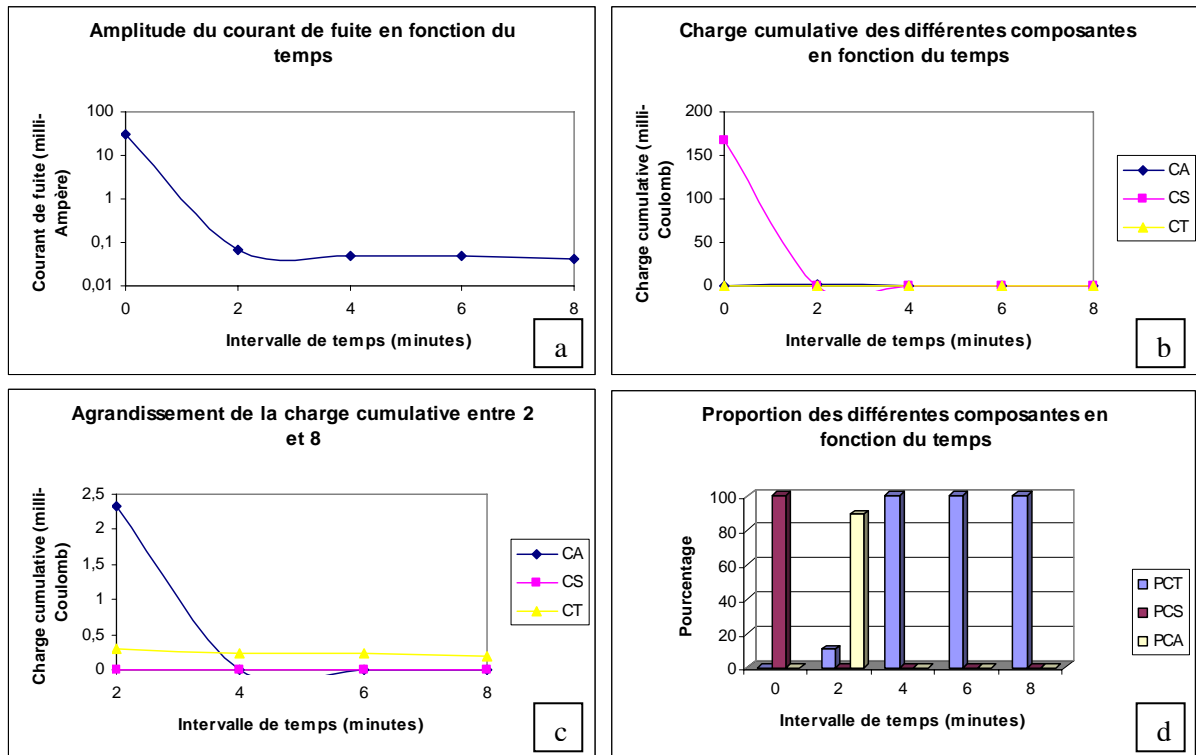 Amplitude du courant de fuite en fonction du
temps
Courant de fuite (milli-
Ampère)
100
10
1
0,1
0,01
0 2 4 6 8
Intervalle de temps (minutes)
a
Charge cumulative des différentes composantes
en fonction du temps
Charge cumulative (milli-
Coulomb)
200
150
100
50
0
0 2 4 6 8
Intervalle de temps (minutes)
CA
CS
CT
b
Agrandissement de la charge cumulative entre 2
et 8
Charge cumulative (milli-
Coulomb)
2,5
2
1,5
1
0,5
0
2 4 6 8
Intervalle de temps (minutes)
CA
CS
CT
c
Proportion des différentes composantes en
fonction du temps
Pourcentage
100
80
60
40
20
0
0 2 4 6 8
Intervalle de temps (minutes)
PCT
PCS
PCA
d